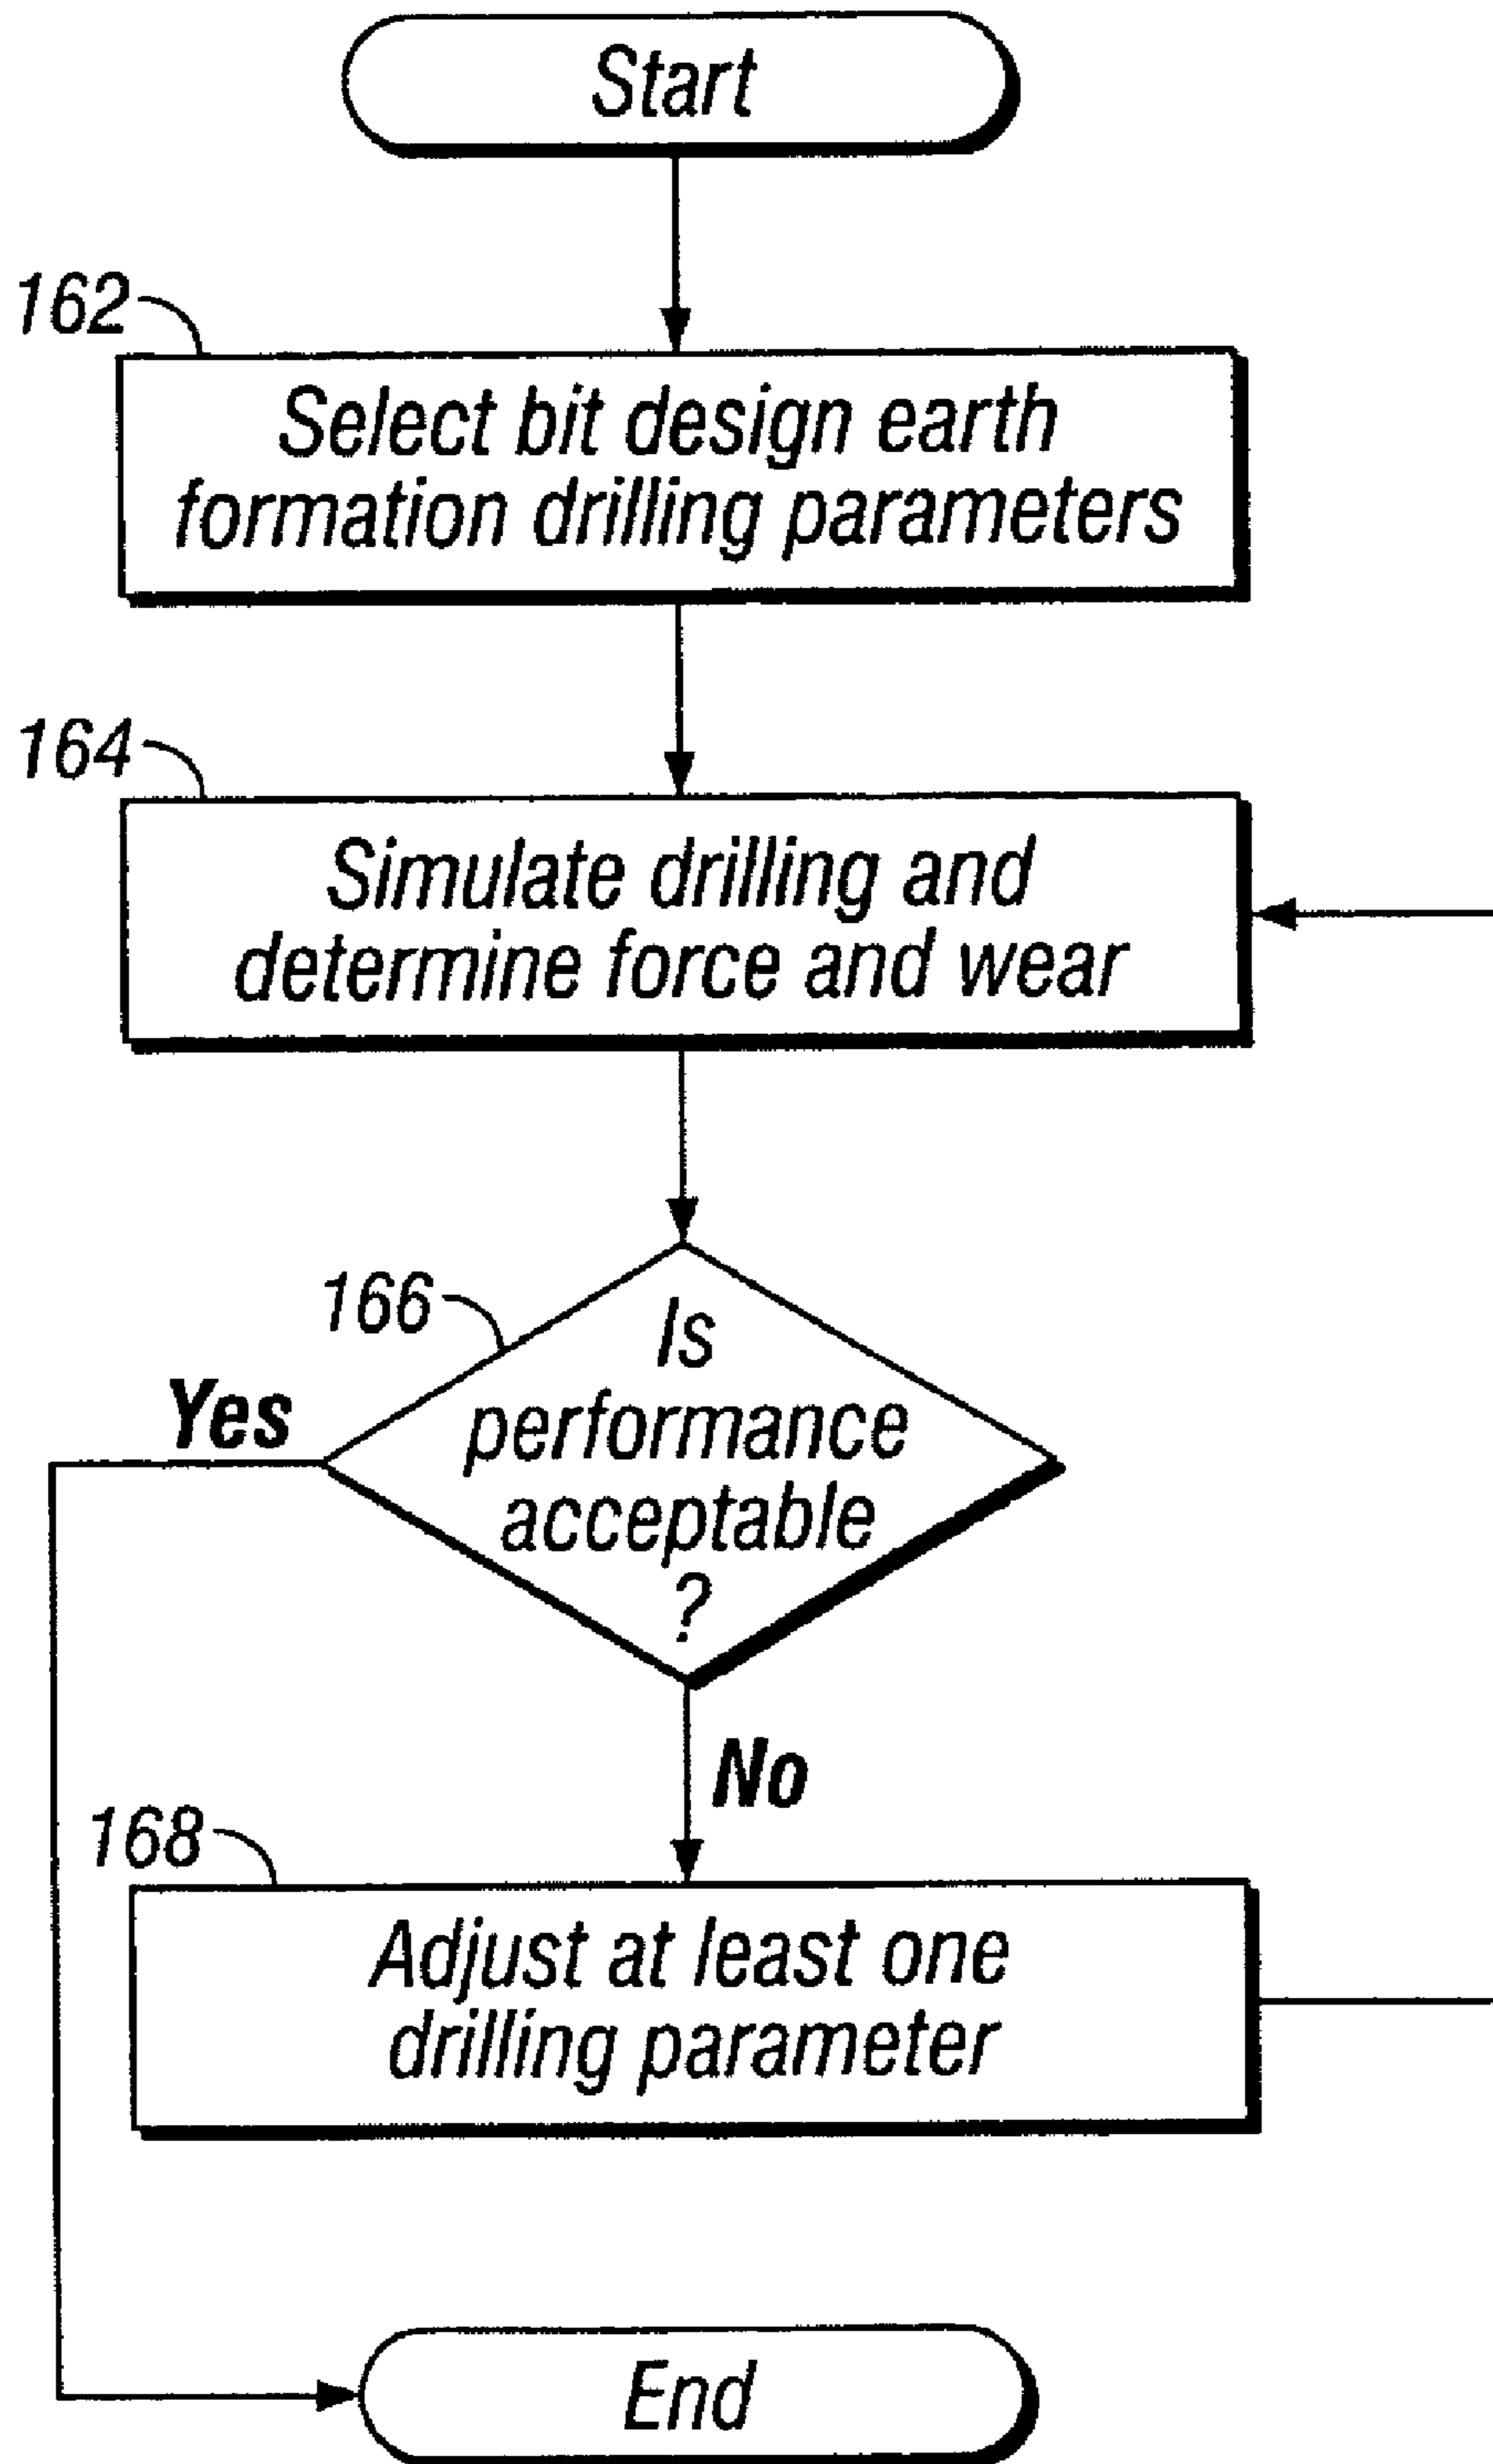 Start
162
Select bit design earth
formation drilling parameters
164
Simulate drilling and
determine force and wear
166
Is
performance
acceptable
?
Yes
No
168
Adjust at least one
drilling parameter
End